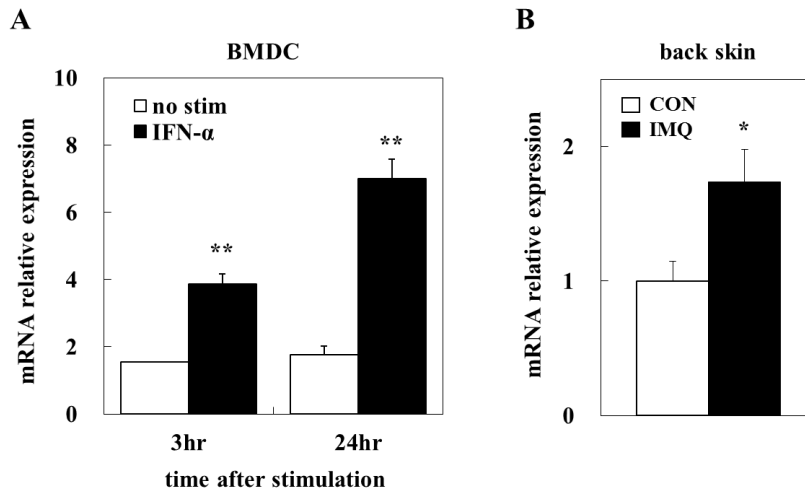 A
BMDC
mRNA relative expression
10
8
6
4
2
0
no stim
IFN-α
**
**
3hr
24hr
time after stimulation
B
back skin
mRNA relative expression
2
1
0
CON
IMQ
*